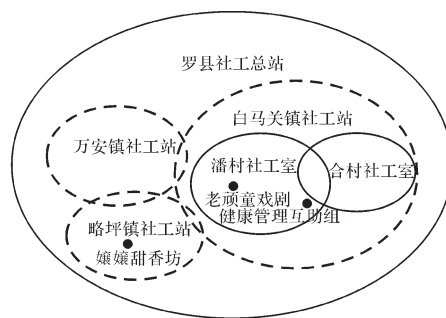 罗县社工总站
白马关镇社工站
万安镇社工站
潘村社工室
合村社工室
老顽童戏剧
健康管理互助组
略坪镇社工站
孃孃甜香坊